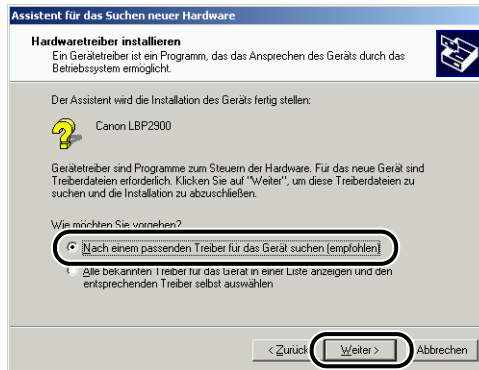 Assistent für das Suchen neuer Hardware
Hardwaretreiber installieren
Ein Gerätetreiber ist ein Programm, das das Ansprechen des Geräts durch das
Betriebssystem ermöglicht.
Der Assistent wird die Installation des Geräts fertig stellen:
Canon LBP2900
Gerätetreiber sind Programme zum Steuern der Hardware. Für das neue Gerät sind
Treiberdateien erforderlich. Klicken Sie auf "Weiter", um diese Treiberdateien zu
suchen und die Installation zu abzuschließen.
Wie möchten Sie vorgehen?
Nach einem passenden Treiber für das Gerät suchen (empfohlen)
Alle bekannten Treiber für das Gerät in einer Liste anzeigen und den
entsprechenden Treiber selbst auswählen
< Zurück Weiter > Abbrechen